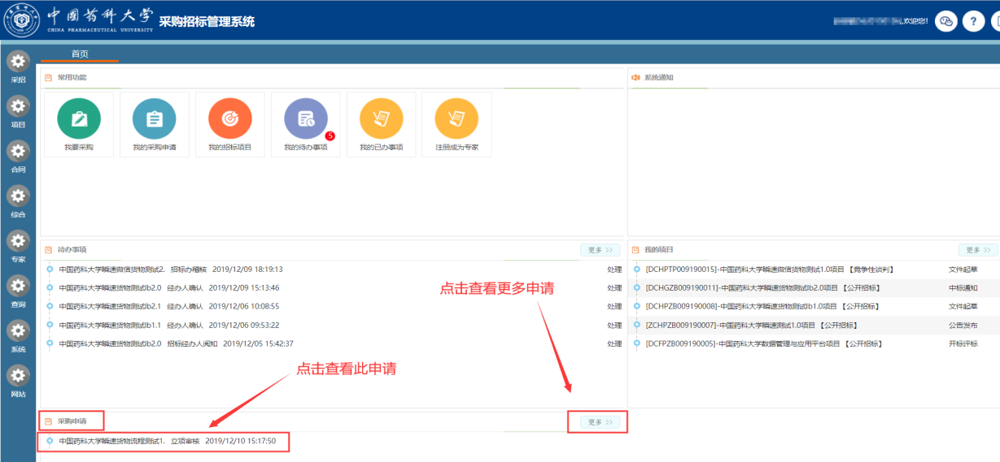 中国药科大学
CHINA PHARMACEUTICAL UNIVERSITY
采购招标管理系统
,欢迎您!
?
首页
采招
项目
合同
综合
专家
查询
系统
网站
常用功能
我要采购
我的采购申请
我的招标项目
5
我的待办事项
我的已办事项
注册成为专家
系统通知
待办事项
更多 >>
中国药科大学瞬速微信货物测试2. 招标办稽核 2019/12/09 18:19:13 处理
中国药科大学瞬速货物测试lb2.0 经办人确认 2019/12/09 15:13:46 处理
中国药科大学瞬速货物测试lb2.1 经办人确认 2019/12/06 10:08:55 处理
中国药科大学瞬速货物测试lb1.1 经办人确认 2019/12/06 09:53:22 处理
中国药科大学瞬速货物测试lb2.0 招标经办人阅知 2019/12/05 15:42:37 处理
我的项目
更多 >>
[DCHPTP009190015]-中国药科大学瞬速微信货物测试1.0项目 【竞争性谈判】 文件起草
[DCHGZB009190011]-中国药科大学瞬速货物测试lb2.0项目 【公开招标】 中标通知
[DCHPZB009190008]-中国药科大学瞬速货物测试lb1.0项目 【公开招标】 文件起草
[ZCHPZB009190007]-中国药科大学瞬速测试1.0项目 【公开招标】 公告发布
[DCFPZB009190005]-中国药科大学数据管理与应用平台项目 【公开招标】 开标评标
点击查看更多申请
点击查看此申请
采购申请
更多 >>
中国药科大学瞬速货物流程测试1. 立项审核 2019/12/10 15:17:50